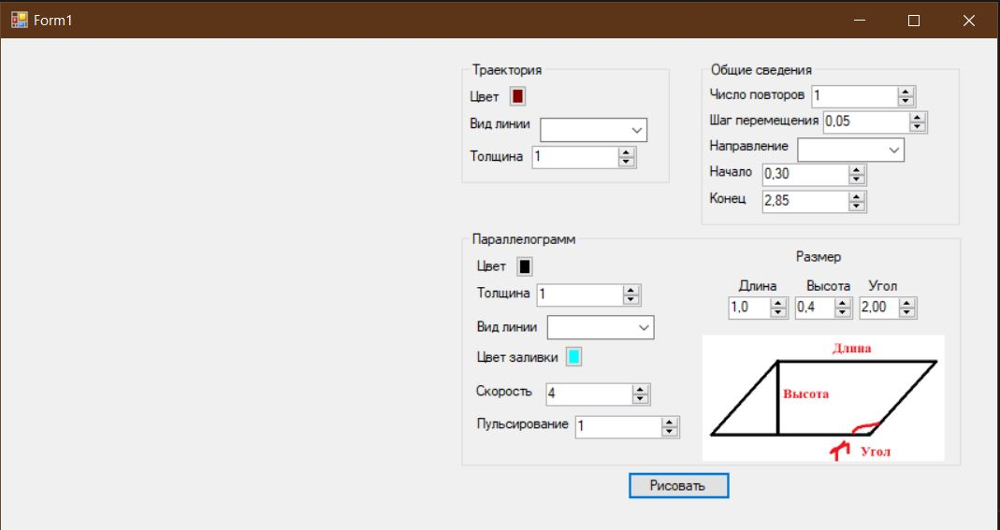 Form1
Траектория
Цвет
Вид линии
Толщина 1
Общие сведения
Число повторов 1
Шаг перемещения 0,05
Направление
Начало 0,30
Конец 2,85
Параллелограмм
Цвет
Толщина 1
Вид линии
Цвет заливки
Скорость 4
Пульсирование 1
Размер
Длина Высота Угол
1,0 0,4 2,00
Длина
Высота
Угол
Рисовать